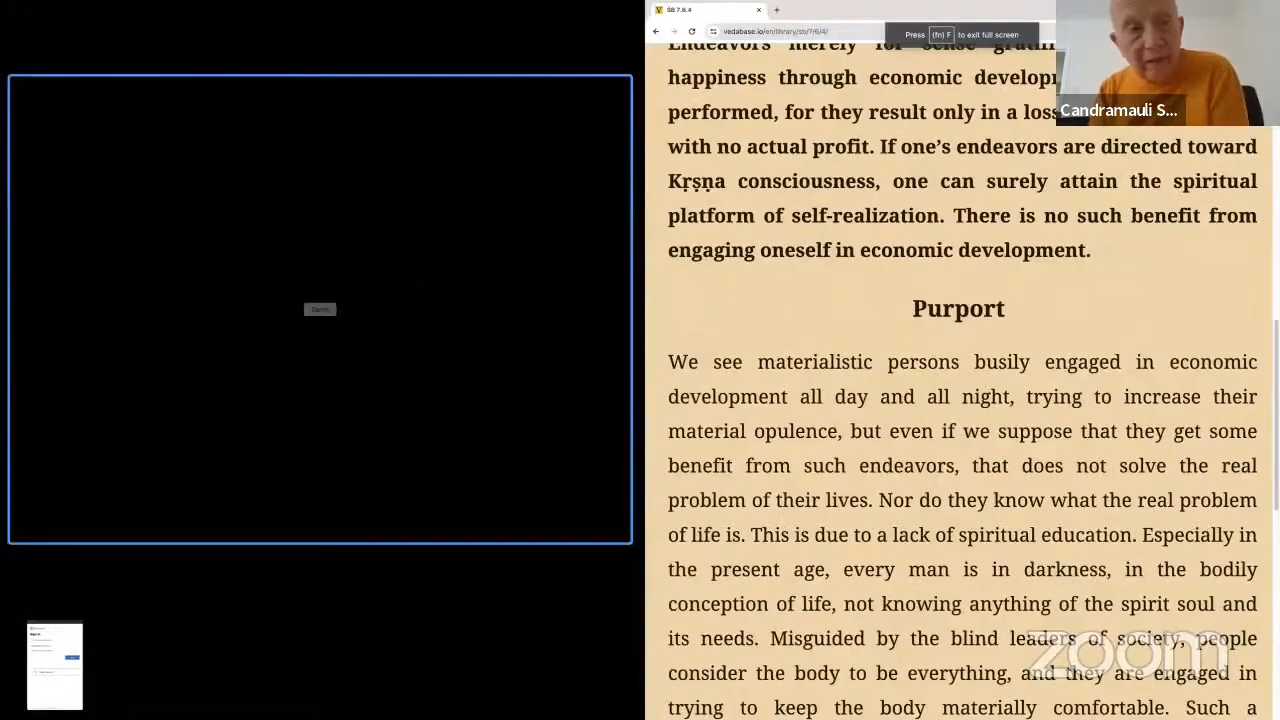 SB 7.6.4
vedabase.io/en/library/sb/7/6/4/
Press (fn) F to exit full screen
Endeavors merely for sense
happiness through economic
performed, for they result only in a loss
with no actual profit. If one’s endeavors are directed toward
Kṛṣṇa consciousness, one can surely attain the spiritual
platform of self-realization. There is no such benefit from
engaging oneself in economic development.
Candramauli S...
Purport
We see materialistic persons busily engaged in economic
development all day and all night, trying to increase their
material opulence, but even if we suppose that they get some
benefit from such endeavors, that does not solve the real
problem of their lives. Nor do they know what the real problem
of life is. This is due to a lack of spiritual education. Especially in
the present age, every man is in darkness, in the bodily
conception of life, not knowing anything of the spirit soul and
its needs. Misguided by the blind leaders of society, people
consider the body to be everything, and they are engaged in
trying to keep the body materially comfortable. Such a
zoom
Zoom
Sign in